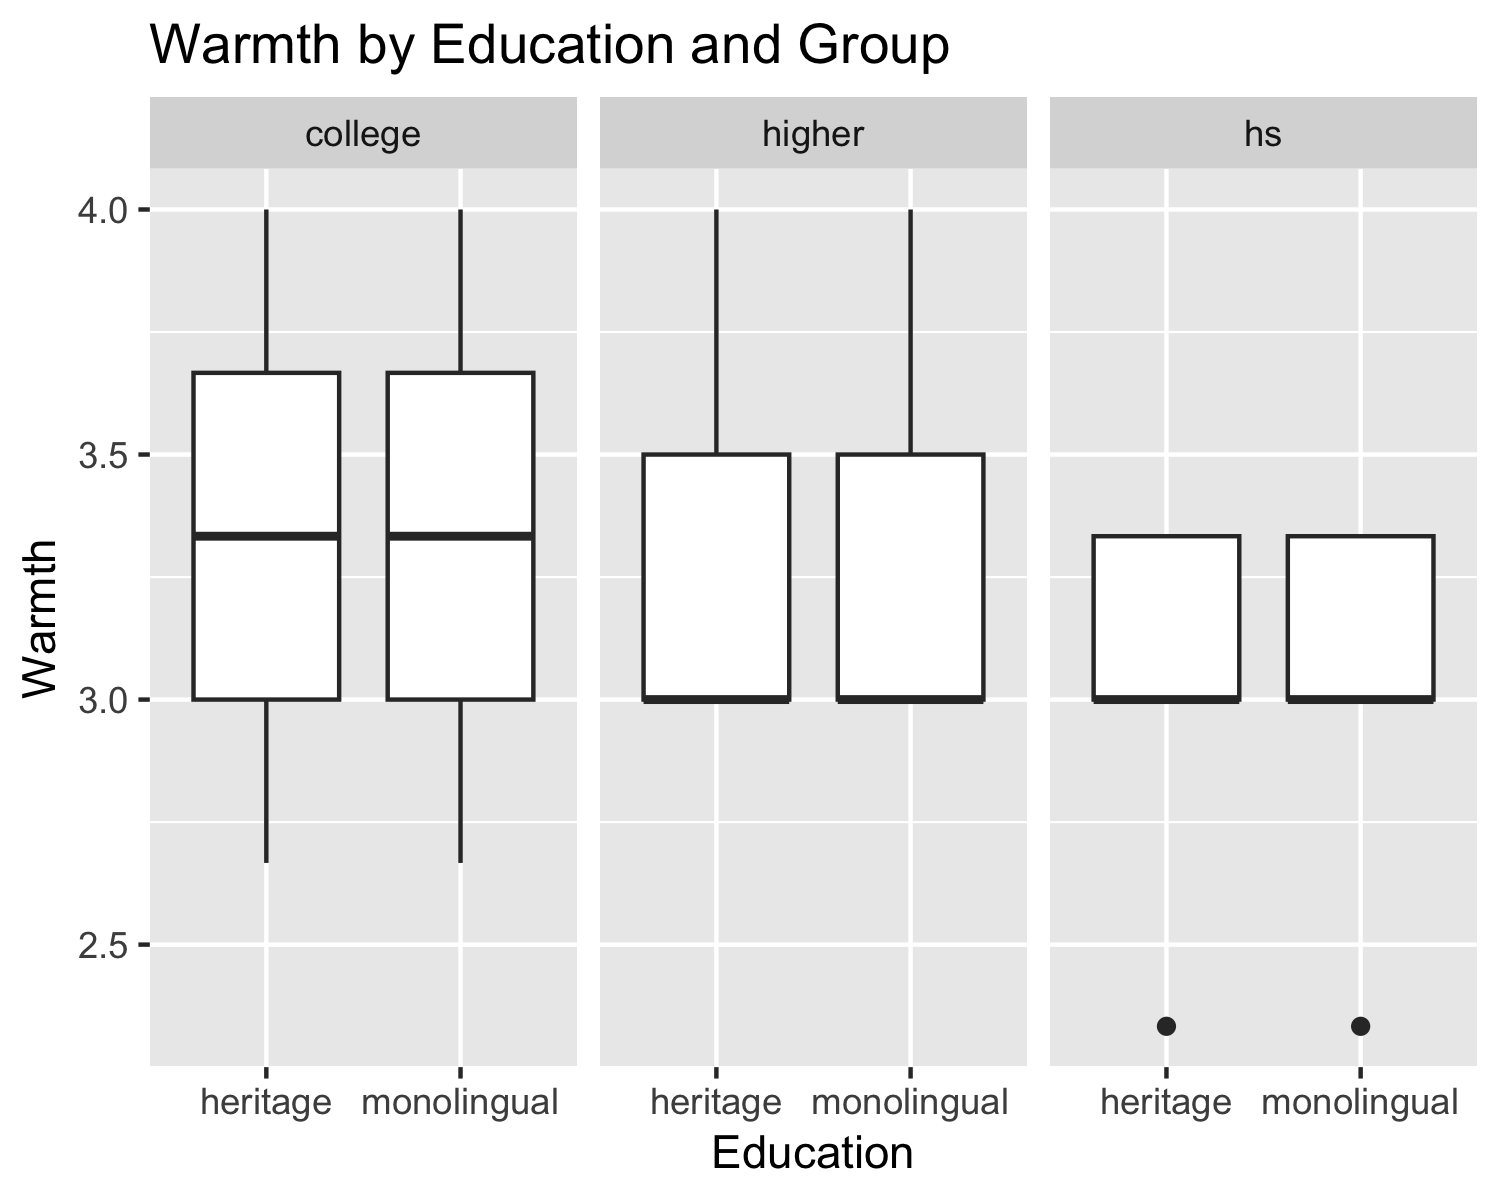 Warmth by Education and Group
college higher hs
4.0
3.5
3.0
2.5
Warmth
heritage monolingual heritage monolingual heritage monolingual
Education